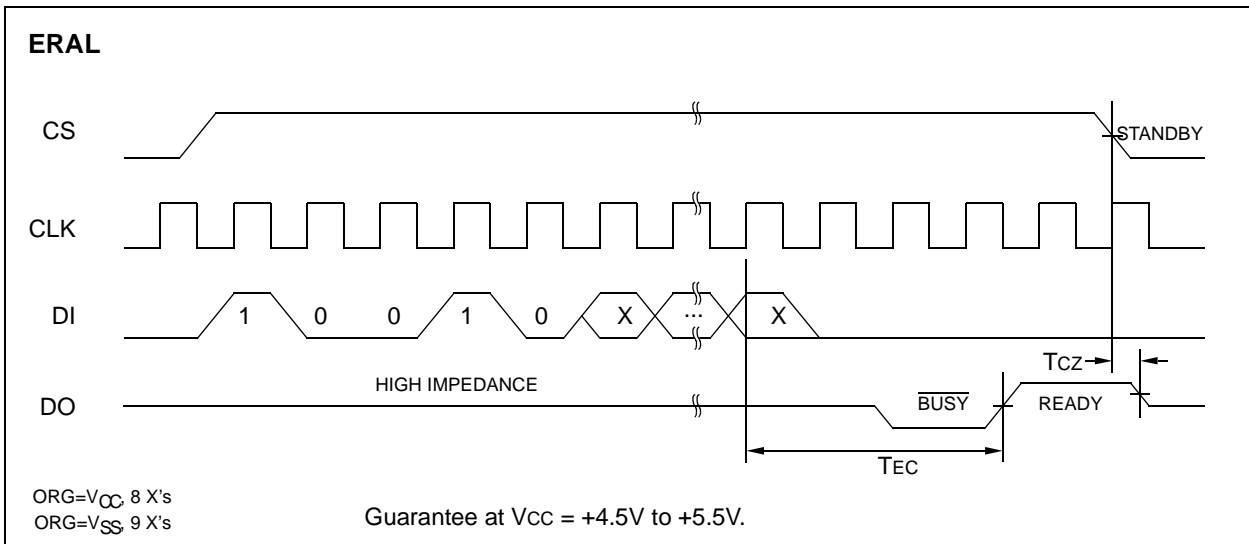 ERAL
CS
STANDBY
CLK
DI
1 0 0 1 0 X ... X
TCZ
HIGH IMPEDANCE
DO
BUSY
READY
TEC
ORG=VCC, 8 X's
ORG=VSS, 9 X's
Guarantee at VCC = +4.5V to +5.5V.